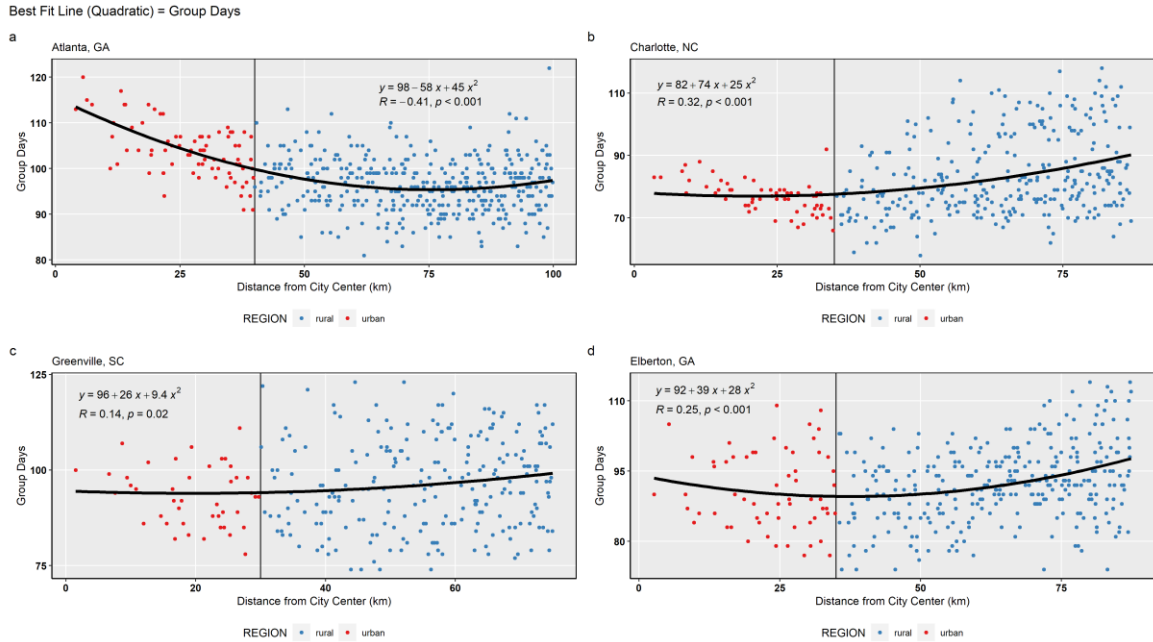 Best Fit Line (Quadratic) = Group Days
a
Atlanta, GA
y = 98 − 58 x + 45 x²
R = −0.41, p < 0.001
Group Days
120
110
100
90
80
0 25 50 75 100
Distance from City Center (km)
REGION rural urban
b
Charlotte, NC
y = 82 + 74 x + 25 x²
R = 0.32, p < 0.001
Group Days
110
90
70
0 25 50 75
Distance from City Center (km)
REGION rural urban
c
Greenville, SC
y = 96 + 26 x + 9.4 x²
R = 0.14, p = 0.02
Group Days
125
100
75
0 20 40 60
Distance from City Center (km)
REGION rural urban
d
Elberton, GA
y = 92 + 39 x + 28 x²
R = 0.25, p < 0.001
Group Days
110
95
80
0 25 50 75
Distance from City Center (km)
REGION rural urban